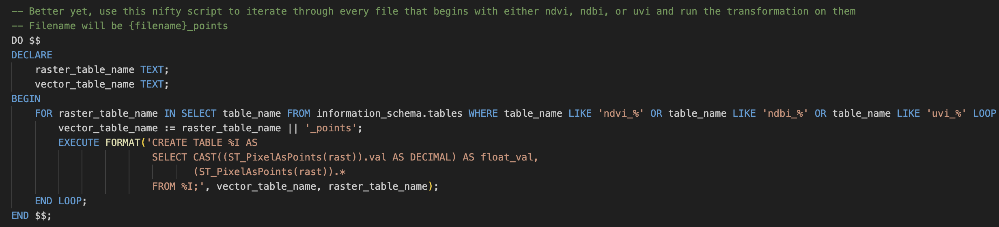 -- Better yet, use this nifty script to iterate through every file that begins with either ndvi, ndbi, or uvi and run the transformation on them
-- Filename will be {filename}_points
DO $$
DECLARE
    raster_table_name TEXT;
    vector_table_name TEXT;
BEGIN
    FOR raster_table_name IN SELECT table_name FROM information_schema.tables WHERE table_name LIKE 'ndvi_%' OR table_name LIKE 'ndbi_%' OR table_name LIKE 'uvi_%' LOOP
        vector_table_name := raster_table_name || '_points';
        EXECUTE FORMAT('CREATE TABLE %I AS
                        SELECT CAST((ST_PixelAsPoints(rast)).val AS DECIMAL) AS float_val,
                               (ST_PixelAsPoints(rast)).*
                        FROM %I;', vector_table_name, raster_table_name);
    END LOOP;
END $$;